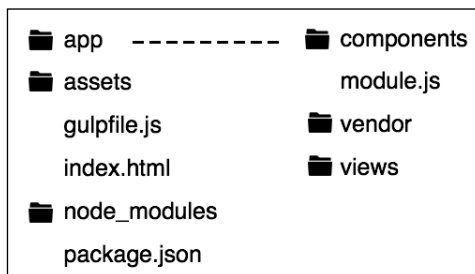 app
assets
gulpfile.js
index.html
node_modules
package.json
components
module.js
vendor
views